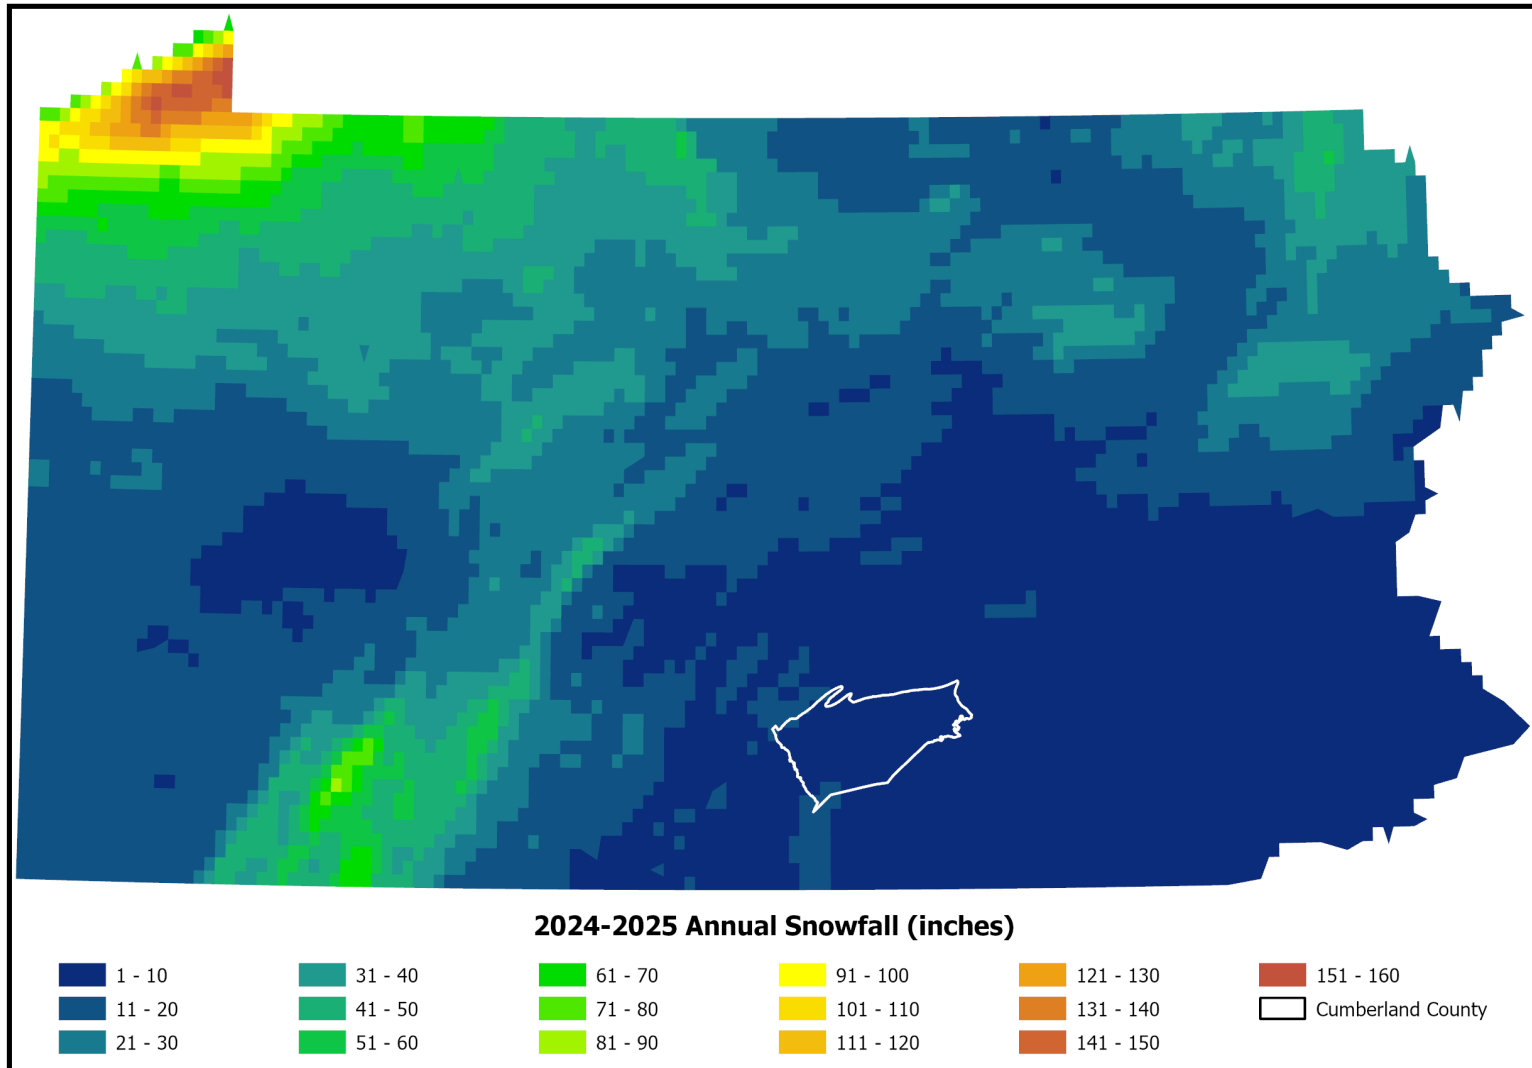 2024-2025 Annual Snowfall (inches)
1 - 10
31 - 40
61 - 70
91 - 100
121 - 130
151 - 160
11 - 20
41 - 50
71 - 80
101 - 110
131 - 140
Cumberland County
21 - 30
51 - 60
81 - 90
111 - 120
141 - 150